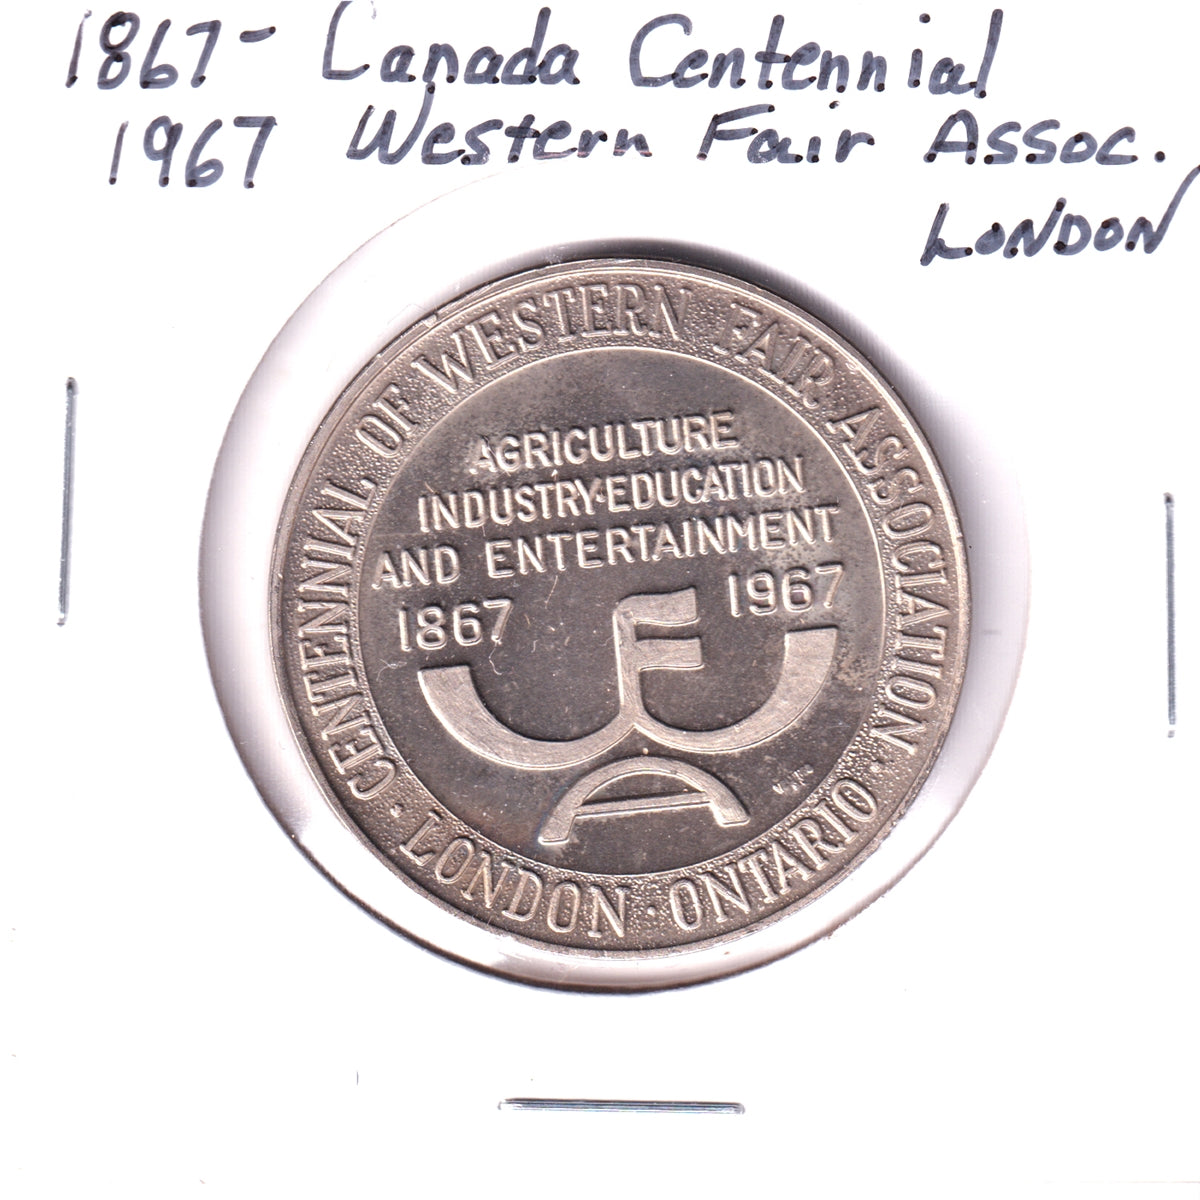 1867- Canada Centennial
1967 Western Fair Assoc.
LONDON
· CENTENNIAL OF WESTERN FAIR ASSOCIATION ·
AGRICULTURE
INDUSTRY·EDUCATION
AND ENTERTAINMENT
1867 1967
LONDON · ONTARIO